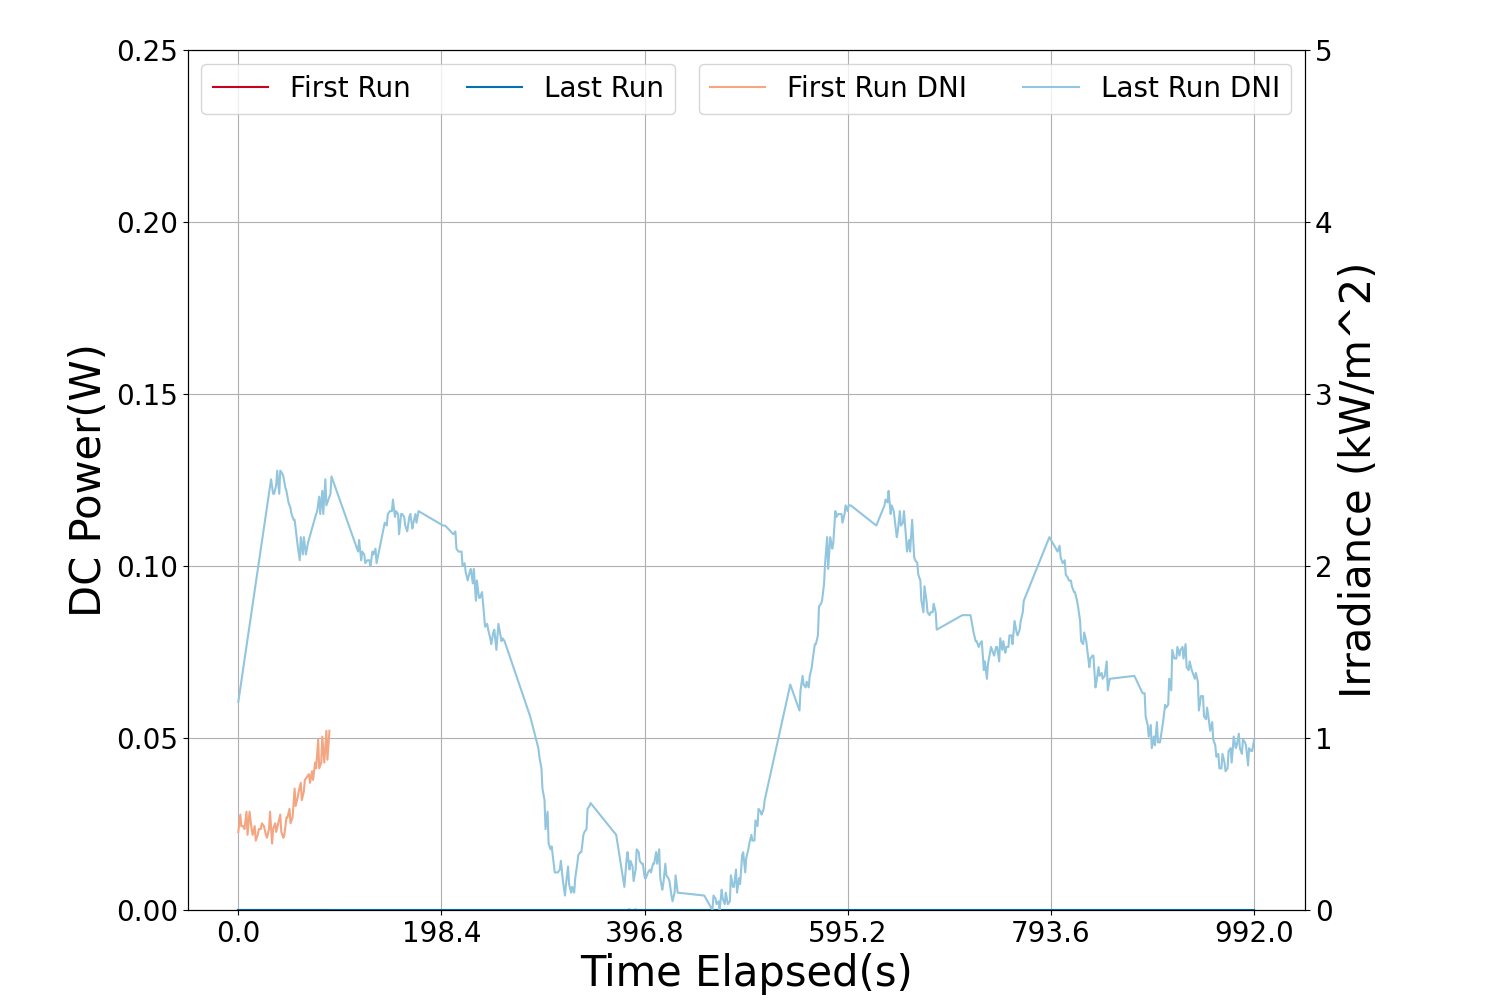 First Run
Last Run
First Run DNI
Last Run DNI
0.25
0.20
0.15
0.10
0.05
0.00
DC Power(W)
5
4
3
2
1
0
Irradiance (kW/m^2)
0.0 198.4 396.8 595.2 793.6 992.0
Time Elapsed(s)